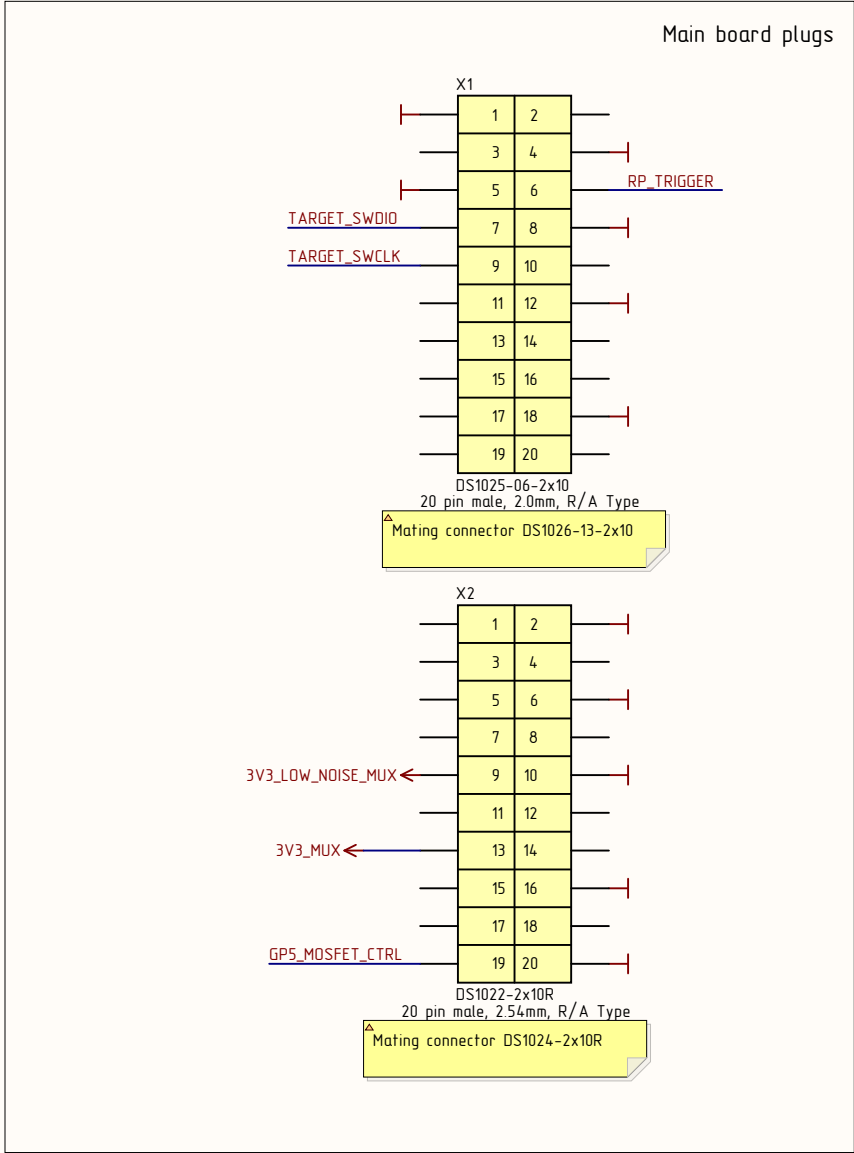 Main board plugs
X1
1 2
3 4
5 6 RP_TRIGGER
TARGET_SWDIO 7 8
TARGET_SWCLK 9 10
11 12
13 14
15 16
17 18
19 20
DS1025-06-2x10
20 pin male, 2.0mm, R/A Type
Mating connector DS1026-13-2x10
X2
1 2
3 4
5 6
7 8
3V3_LOW_NOISE_MUX 9 10
11 12
3V3_MUX 13 14
15 16
17 18
GP5_MOSFET_CTRL 19 20
DS1022-2x10R
20 pin male, 2.54mm, R/A Type
Mating connector DS1024-2x10R